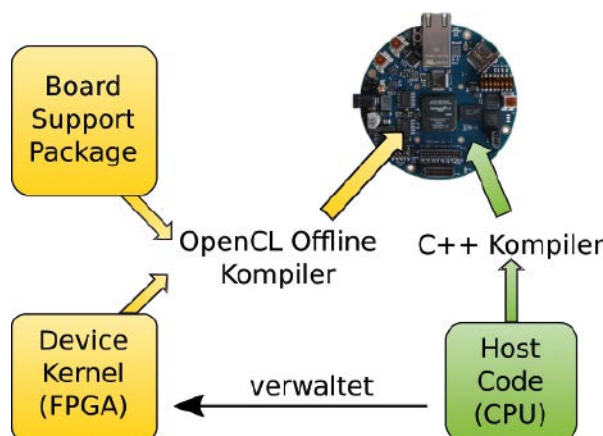 Board
Support
Package
OpenCL Offline
Kompiler
C++ Kompiler
Device
Kernel
(FPGA)
verwaltet
Host
Code
(CPU)